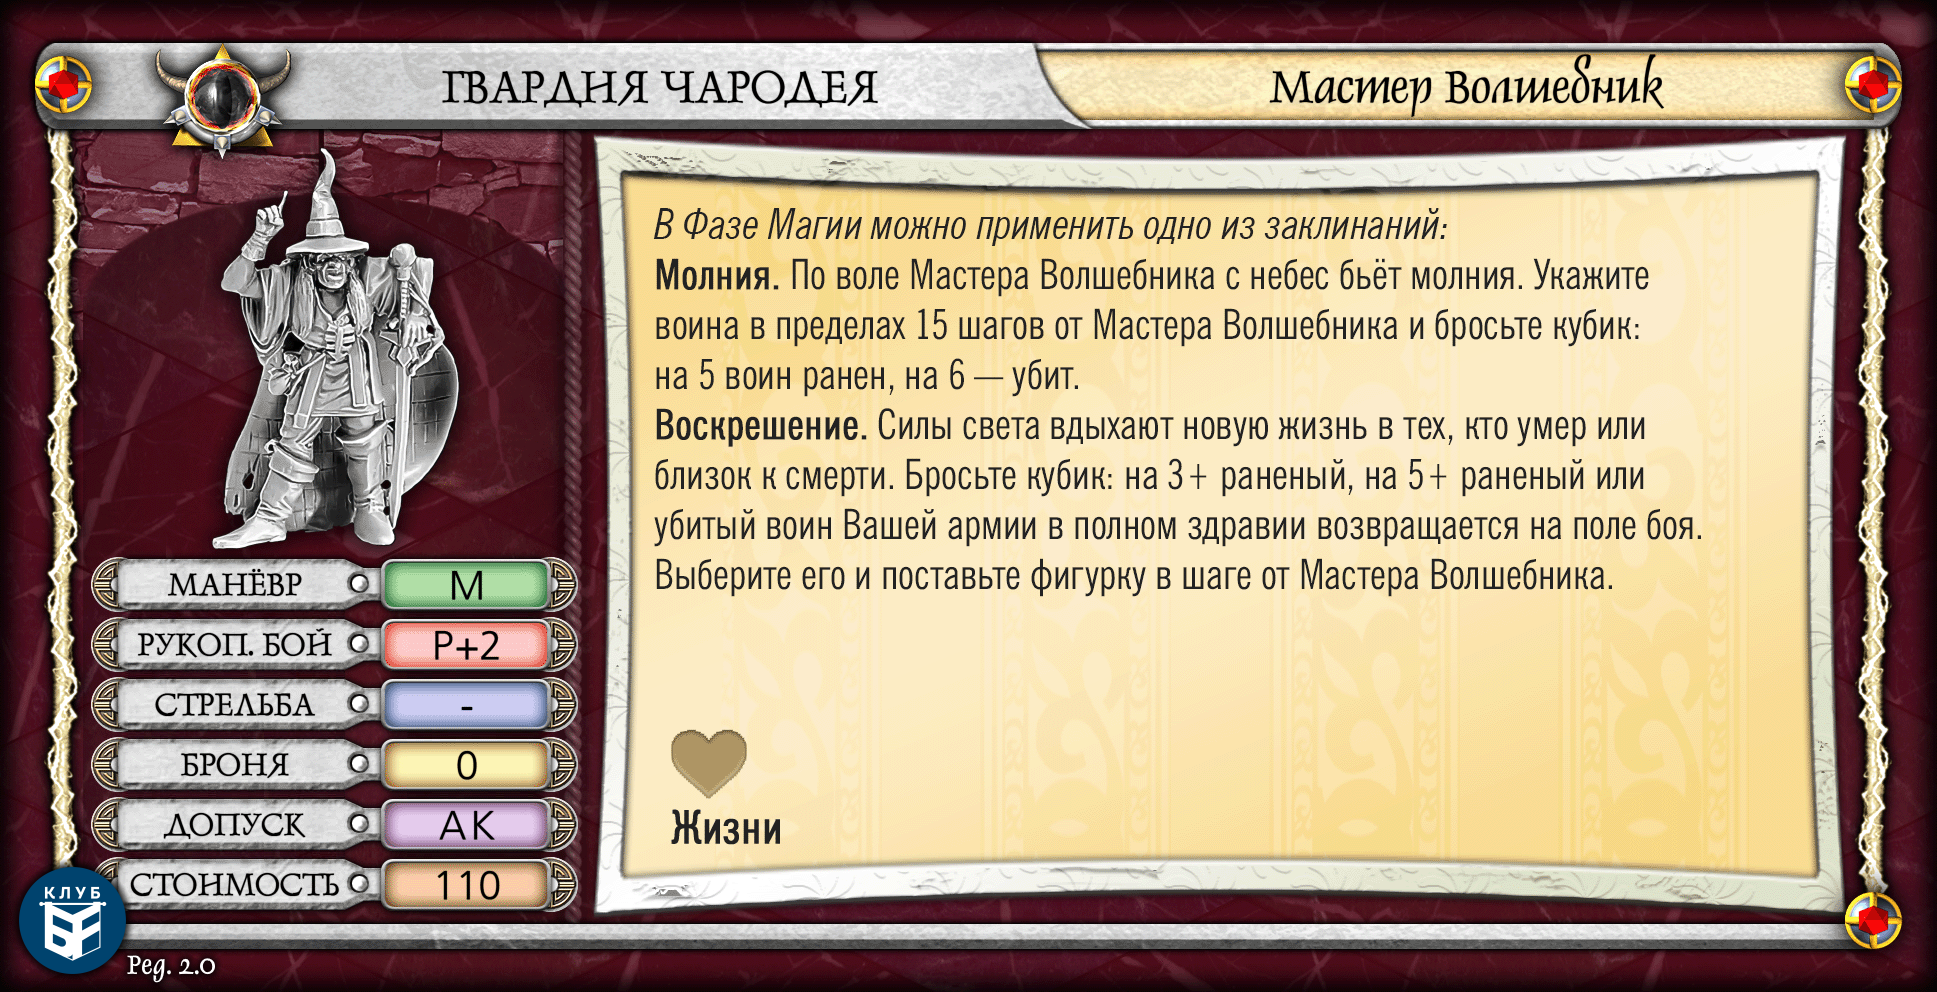 ГВАРДИЯ ЧАРОДЕЯ
Мастер Волшебник
В Фазе Магии можно применить одно из заклинаний:
Молния. По воле Мастера Волшебника с небес бьёт молния. Укажите
воина в пределах 15 шагов от Мастера Волшебника и бросьте кубик:
на 5 воин ранен, на 6 — убит.
Воскрешение. Силы света вдыхают новую жизнь в тех, кто умер или
близок к смерти. Бросьте кубик: на 3+ раненый, на 5+ раненый или
убитый воин Вашей армии в полном здравии возвращается на поле боя.
Выберите его и поставьте фигурку в шаге от Мастера Волшебника.
Жизни
МАНЁВР М
РУКОП. БОЙ Р+2
СТРЕЛЬБА -
БРОНЯ 0
ДОПУСК АК
СТОИМОСТЬ 110
КЛУБ
БГ
Ред. 2.0